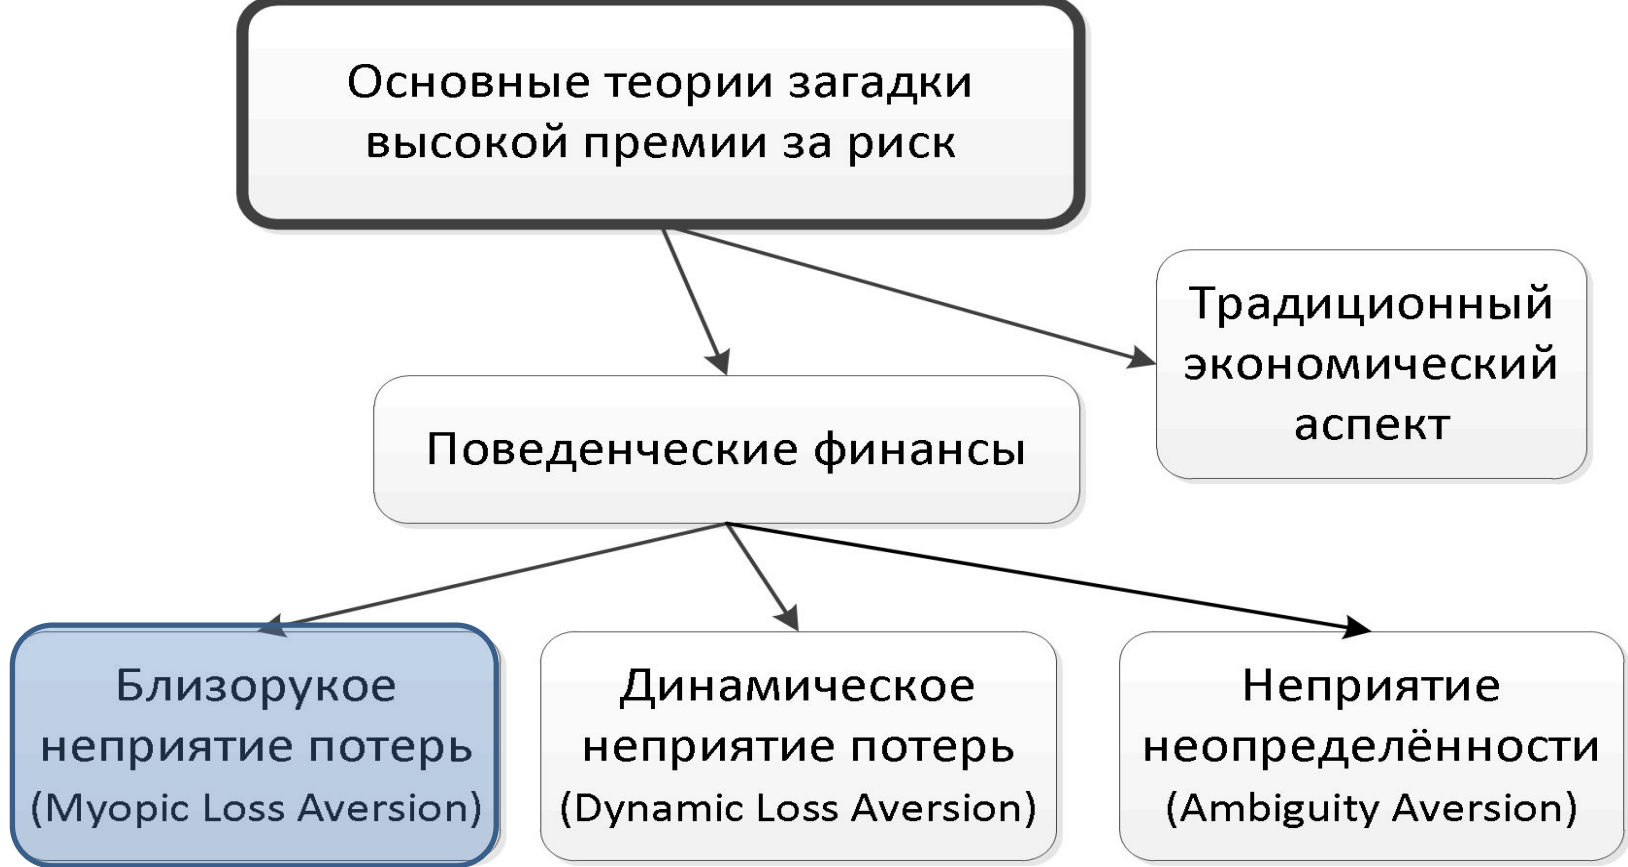 Основные теории загадки
высокой премии за риск
Традиционный
экономический
аспект
Поведенческие финансы
Близорукое
неприятие потерь
(Myopic Loss Aversion)
Динамическое
неприятие потерь
(Dynamic Loss Aversion)
Неприятие
неопределённости
(Ambiguity Aversion)